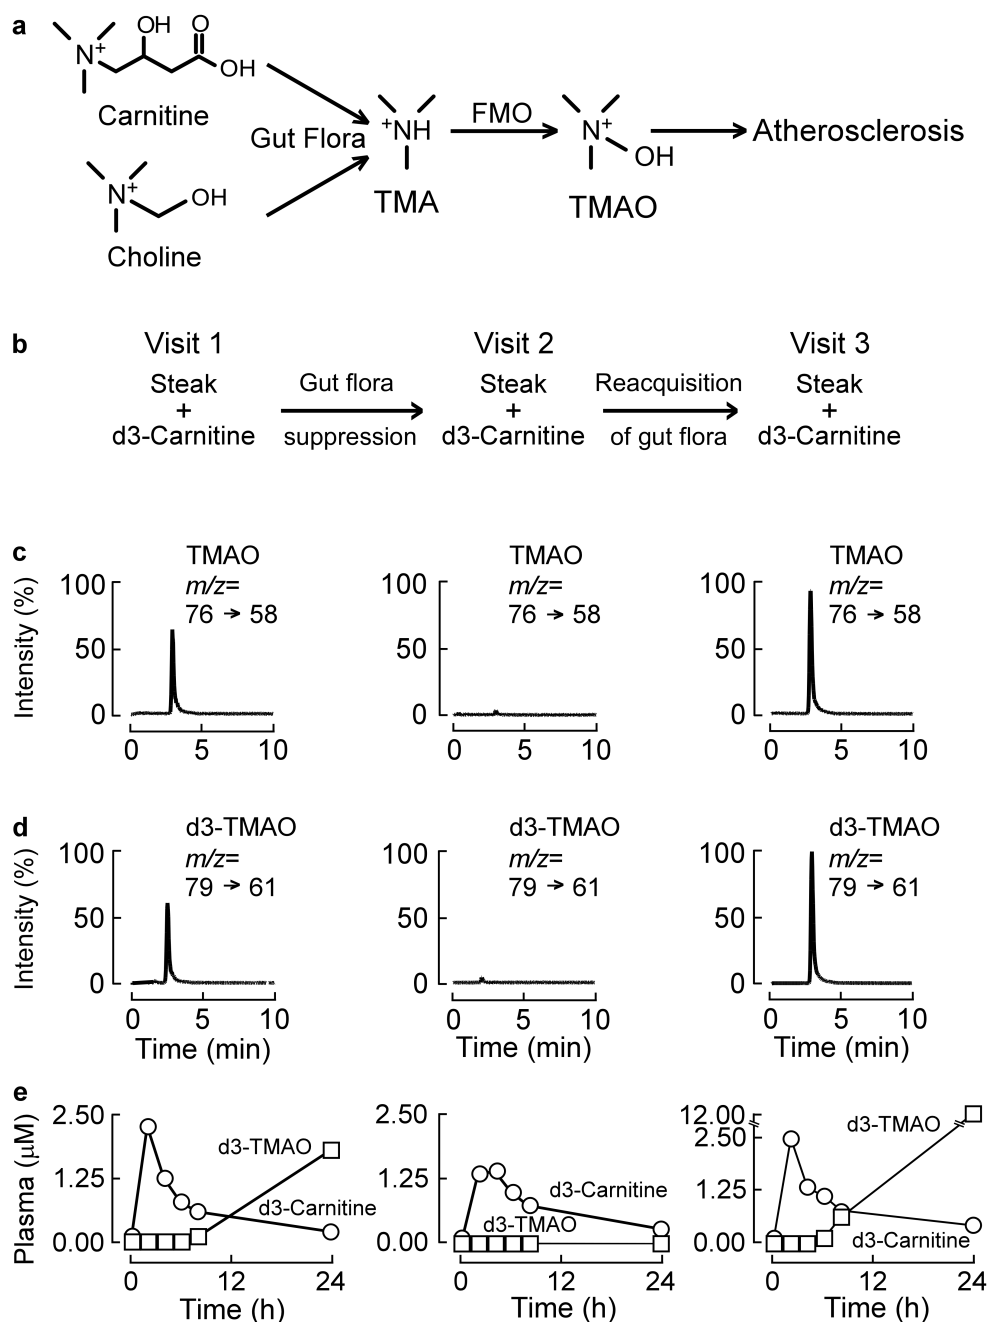 a
OH
O
N+
OH
Carnitine
Gut Flora
+NH
FMO
N+
OH
Atherosclerosis
TMA
TMAO
N+
OH
Choline
b
Visit 1
Visit 2
Visit 3
Steak
Gut flora
Steak
Reacquisition
Steak
+
+
+
d3-Carnitine
suppression
d3-Carnitine
of gut flora
d3-Carnitine
c
TMAO
m/z=
76 → 58
Intensity (%)
100
50
0
0 5 10
TMAO
m/z=
76 → 58
100
50
0
0 5 10
TMAO
m/z=
76 → 58
100
50
0
0 5 10
d
d3-TMAO
m/z=
79 → 61
Intensity (%)
100
50
0
0 5 10
Time (min)
d3-TMAO
m/z=
79 → 61
100
50
0
0 5 10
Time (min)
d3-TMAO
m/z=
79 → 61
100
50
0
0 5 10
Time (min)
e
Plasma (μM)
2.50
1.25
0.00
d3-TMAO
d3-Carnitine
0 12 24
Time (h)
2.50
1.25
0.00
d3-Carnitine
d3-TMAO
0 12 24
Time (h)
12.00
2.50
1.25
0.00
d3-TMAO
d3-Carnitine
0 12 24
Time (h)